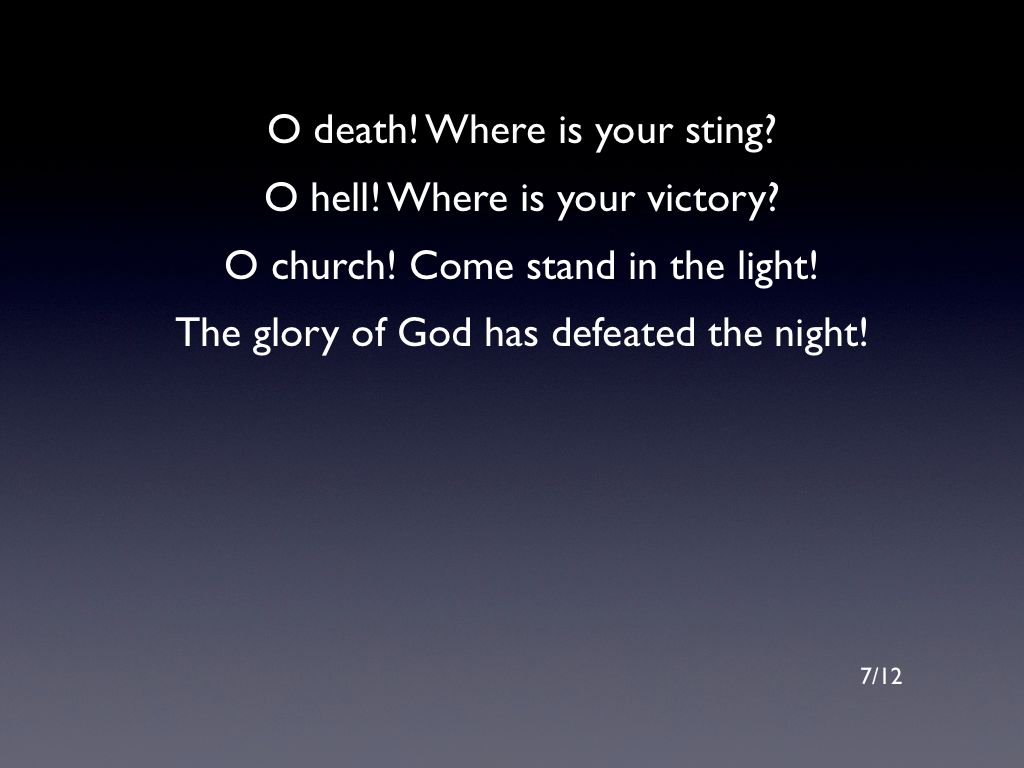 O death! Where is your sting?
O hell! Where is your victory?
O church! Come stand in the light!
The glory of God has defeated the night!
7/12